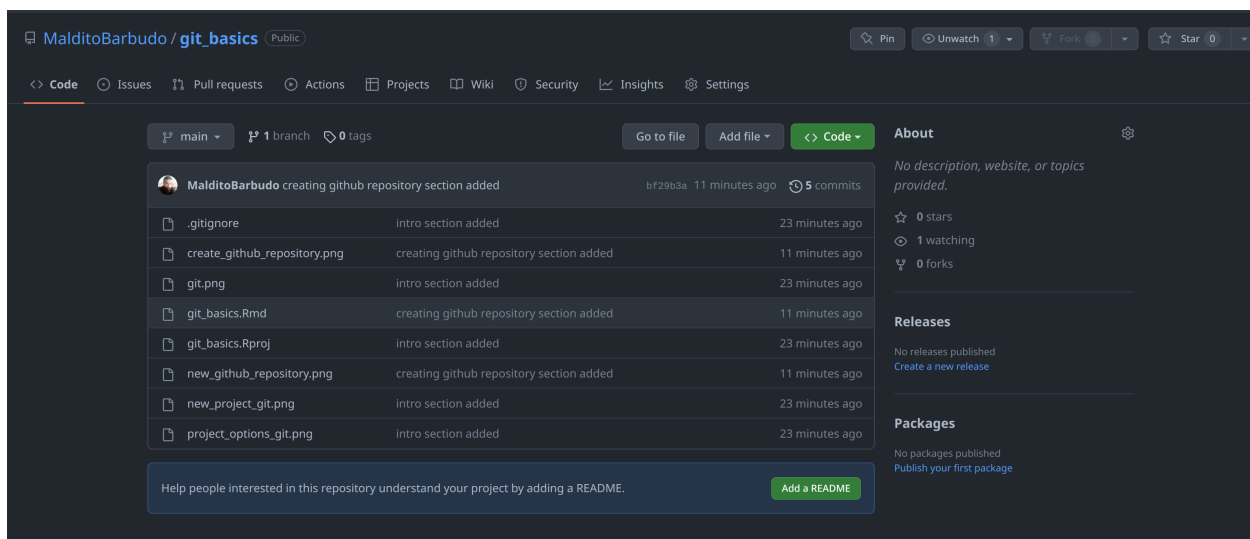 MalditoBarbudo / git_basics Public
Pin Unwatch 1 Fork 0 Star 0
Code Issues Pull requests Actions Projects Wiki Security Insights Settings
main 1 branch 0 tags Go to file Add file Code
MalditoBarbudo creating github repository section added bf29b3a 11 minutes ago 5 commits
.gitignore intro section added 23 minutes ago
create_github_repository.png creating github repository section added 11 minutes ago
git.png intro section added 23 minutes ago
git_basics.Rmd creating github repository section added 11 minutes ago
git_basics.Rproj intro section added 23 minutes ago
new_github_repository.png creating github repository section added 11 minutes ago
new_project_git.png intro section added 23 minutes ago
project_options_git.png intro section added 23 minutes ago
Help people interested in this repository understand your project by adding a README. Add a README
About
No description, website, or topics
provided.
0 stars
1 watching
0 forks
Releases
No releases published
Create a new release
Packages
No packages published
Publish your first package